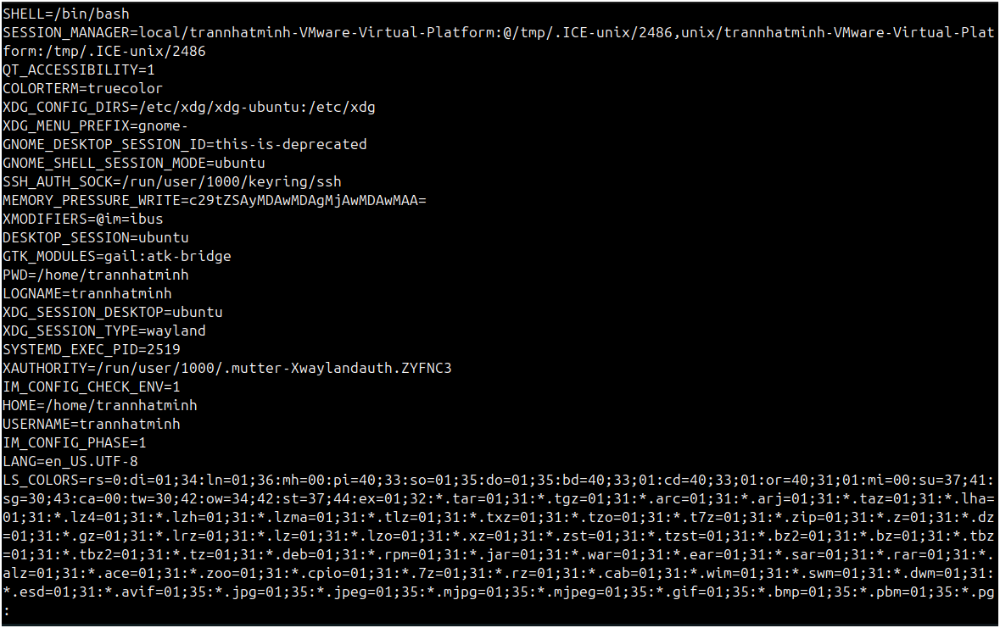 SHELL=/bin/bash
SESSION_MANAGER=local/trannhatminh-VMware-Virtual-Platform:@/tmp/.ICE-unix/2486,unix/trannhatminh-VMware-Virtual-Plat
form:/tmp/.ICE-unix/2486
QT_ACCESSIBILITY=1
COLORTERM=truecolor
XDG_CONFIG_DIRS=/etc/xdg/xdg-ubuntu:/etc/xdg
XDG_MENU_PREFIX=gnome-
GNOME_DESKTOP_SESSION_ID=this-is-deprecated
GNOME_SHELL_SESSION_MODE=ubuntu
SSH_AUTH_SOCK=/run/user/1000/keyring/ssh
MEMORY_PRESSURE_WRITE=c29tZSAyMDAwMDAgMjAwMDAwMAA=
XMODIFIERS=@im=ibus
DESKTOP_SESSION=ubuntu
GTK_MODULES=gail:atk-bridge
PWD=/home/trannhatminh
LOGNAME=trannhatminh
XDG_SESSION_DESKTOP=ubuntu
XDG_SESSION_TYPE=wayland
SYSTEMD_EXEC_PID=2519
XAUTHORITY=/run/user/1000/.mutter-Xwaylandauth.ZYFNC3
IM_CONFIG_CHECK_ENV=1
HOME=/home/trannhatminh
USERNAME=trannhatminh
IM_CONFIG_PHASE=1
LANG=en_US.UTF-8
LS_COLORS=rs=0:di=01;34:ln=01;36:mh=00:pi=40;33:so=01;35:do=01;35:bd=40;33;01:cd=40;33;01:or=40;31;01:mi=00:su=37;41:
sg=30;43:ca=00:tw=30;42:ow=34;42:st=37;44:ex=01;32:*.tar=01;31:*.tgz=01;31:*.arc=01;31:*.arj=01;31:*.taz=01;31:*.lha=
01;31:*.lz4=01;31:*.lzh=01;31:*.lzma=01;31:*.tlz=01;31:*.txz=01;31:*.tzo=01;31:*.t7z=01;31:*.zip=01;31:*.z=01;31:*.dz
=01;31:*.gz=01;31:*.lrz=01;31:*.lz=01;31:*.lzo=01;31:*.xz=01;31:*.zst=01;31:*.tzst=01;31:*.bz2=01;31:*.bz=01;31:*.tbz
=01;31:*.tbz2=01;31:*.tz=01;31:*.deb=01;31:*.rpm=01;31:*.jar=01;31:*.war=01;31:*.ear=01;31:*.sar=01;31:*.rar=01;31:*.
alz=01;31:*.ace=01;31:*.zoo=01;31:*.cpio=01;31:*.7z=01;31:*.rz=01;31:*.cab=01;31:*.wim=01;31:*.swm=01;31:*.dwm=01;31:
*.esd=01;31:*.avif=01;35:*.jpg=01;35:*.jpeg=01;35:*.mjpg=01;35:*.mjpeg=01;35:*.gif=01;35:*.bmp=01;35:*.pbm=01;35:*.pg
: